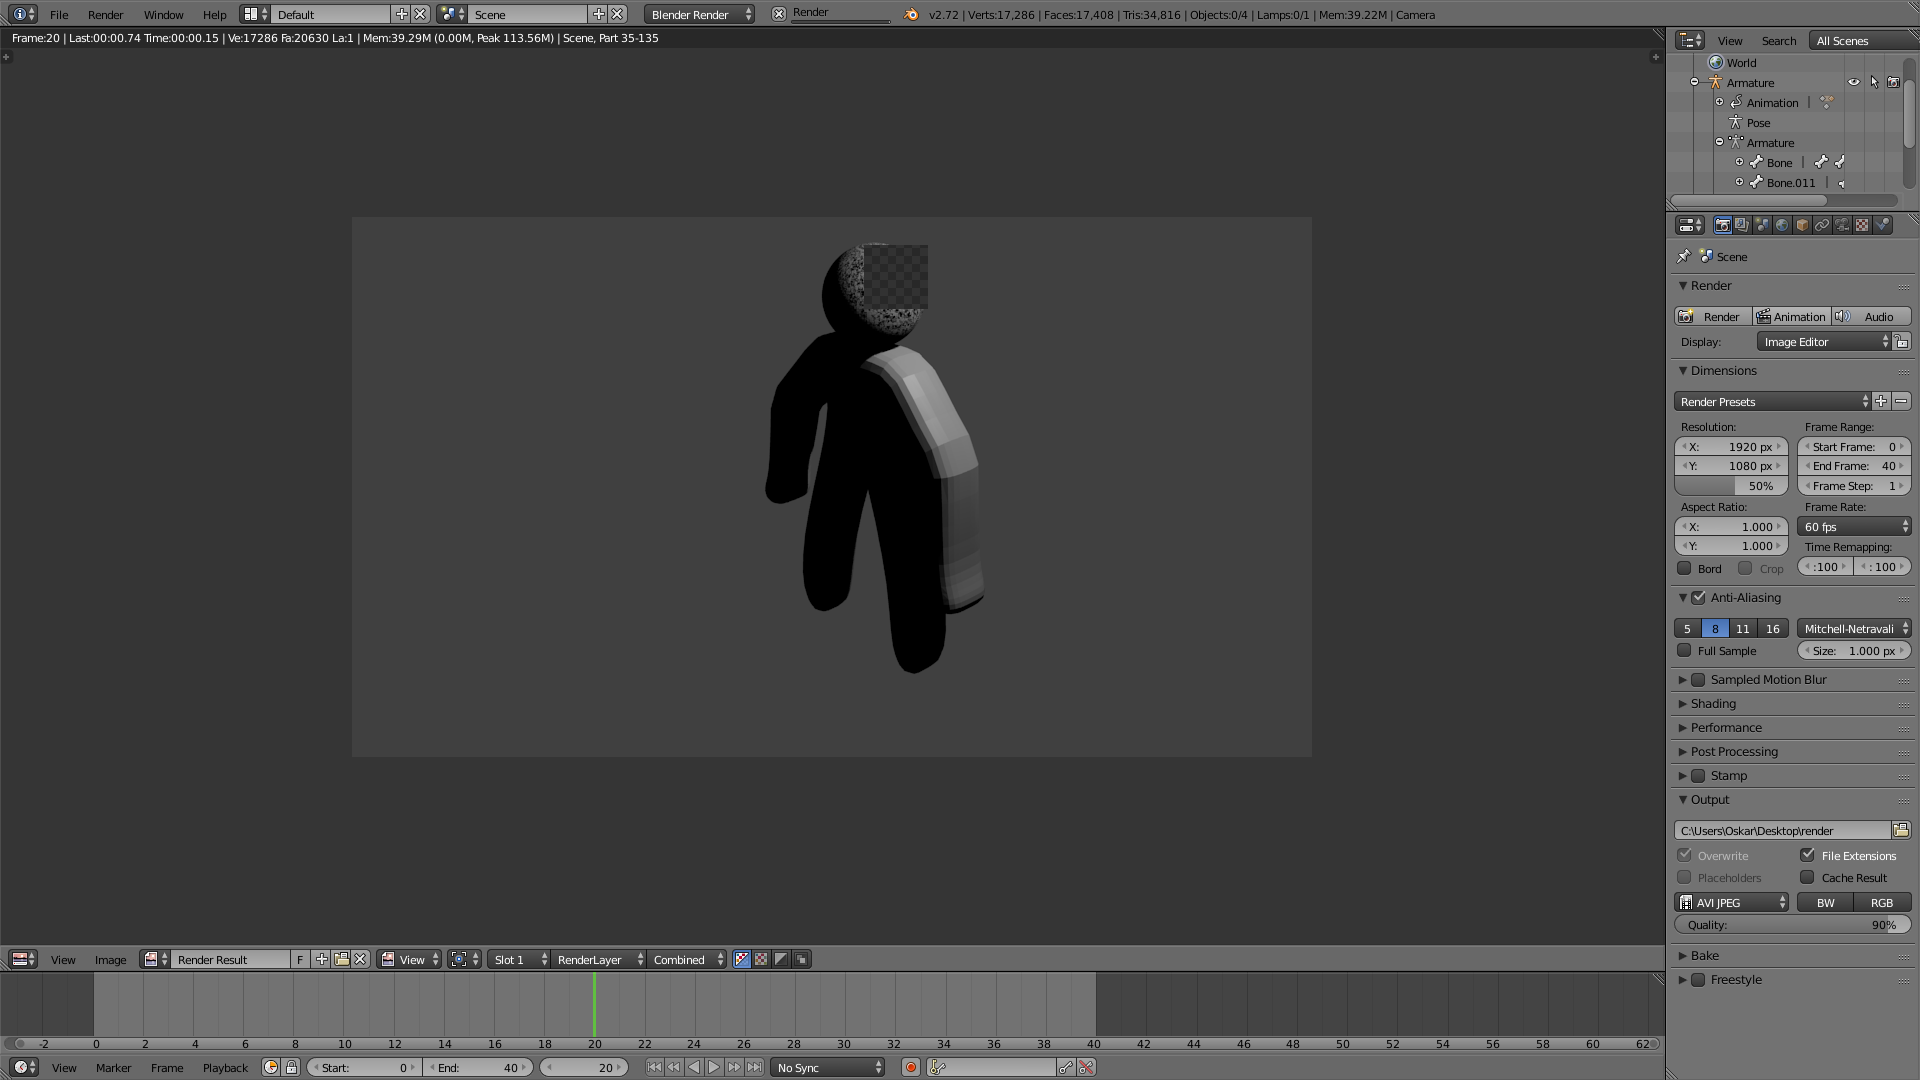 File Render Window Help Default Scene Blender Render Render v2.72 | Verts:17,286 | Faces:17,408 | Tris:34,816 | Objects:0/4 | Lamps:0/1 | Mem:39.22M | Camera
Frame:20 | Last:00:00.74 Time:00:00.15 | Ve:17286 Fa:20630 La:1 | Mem:39.29M (0.00M, Peak 113.56M) | Scene, Part 35-135
View Search All Scenes
World
Armature
Animation |
Pose
Armature
Bone |
Bone.011 |
Scene
Render
Render Animation Audio
Display: Image Editor
Dimensions
Render Presets
Resolution: Frame Range:
X: 1920 px Start Frame: 0
Y: 1080 px End Frame: 40
50% Frame Step: 1
Aspect Ratio: Frame Rate:
X: 1.000 60 fps
Y: 1.000 Time Remapping:
Bord Crop :100 : 100
Anti-Aliasing
5 8 11 16 Mitchell-Netravali
Full Sample Size: 1.000 px
Sampled Motion Blur
Shading
Performance
Post Processing
Stamp
Output
C:\Users\Oskar\Desktop\render
Overwrite File Extensions
Placeholders Cache Result
AVI JPEG BW RGB
Quality: 90%
Bake
Freestyle
View Image Render Result F View Slot 1 RenderLayer Combined
-2 0 2 4 6 8 10 12 14 16 18 20 22 24 26 28 30 32 34 36 38 40 42 44 46 48 50 52 54 56 58 60 62
View Marker Frame Playback Start: 0 End: 40 20 No Sync